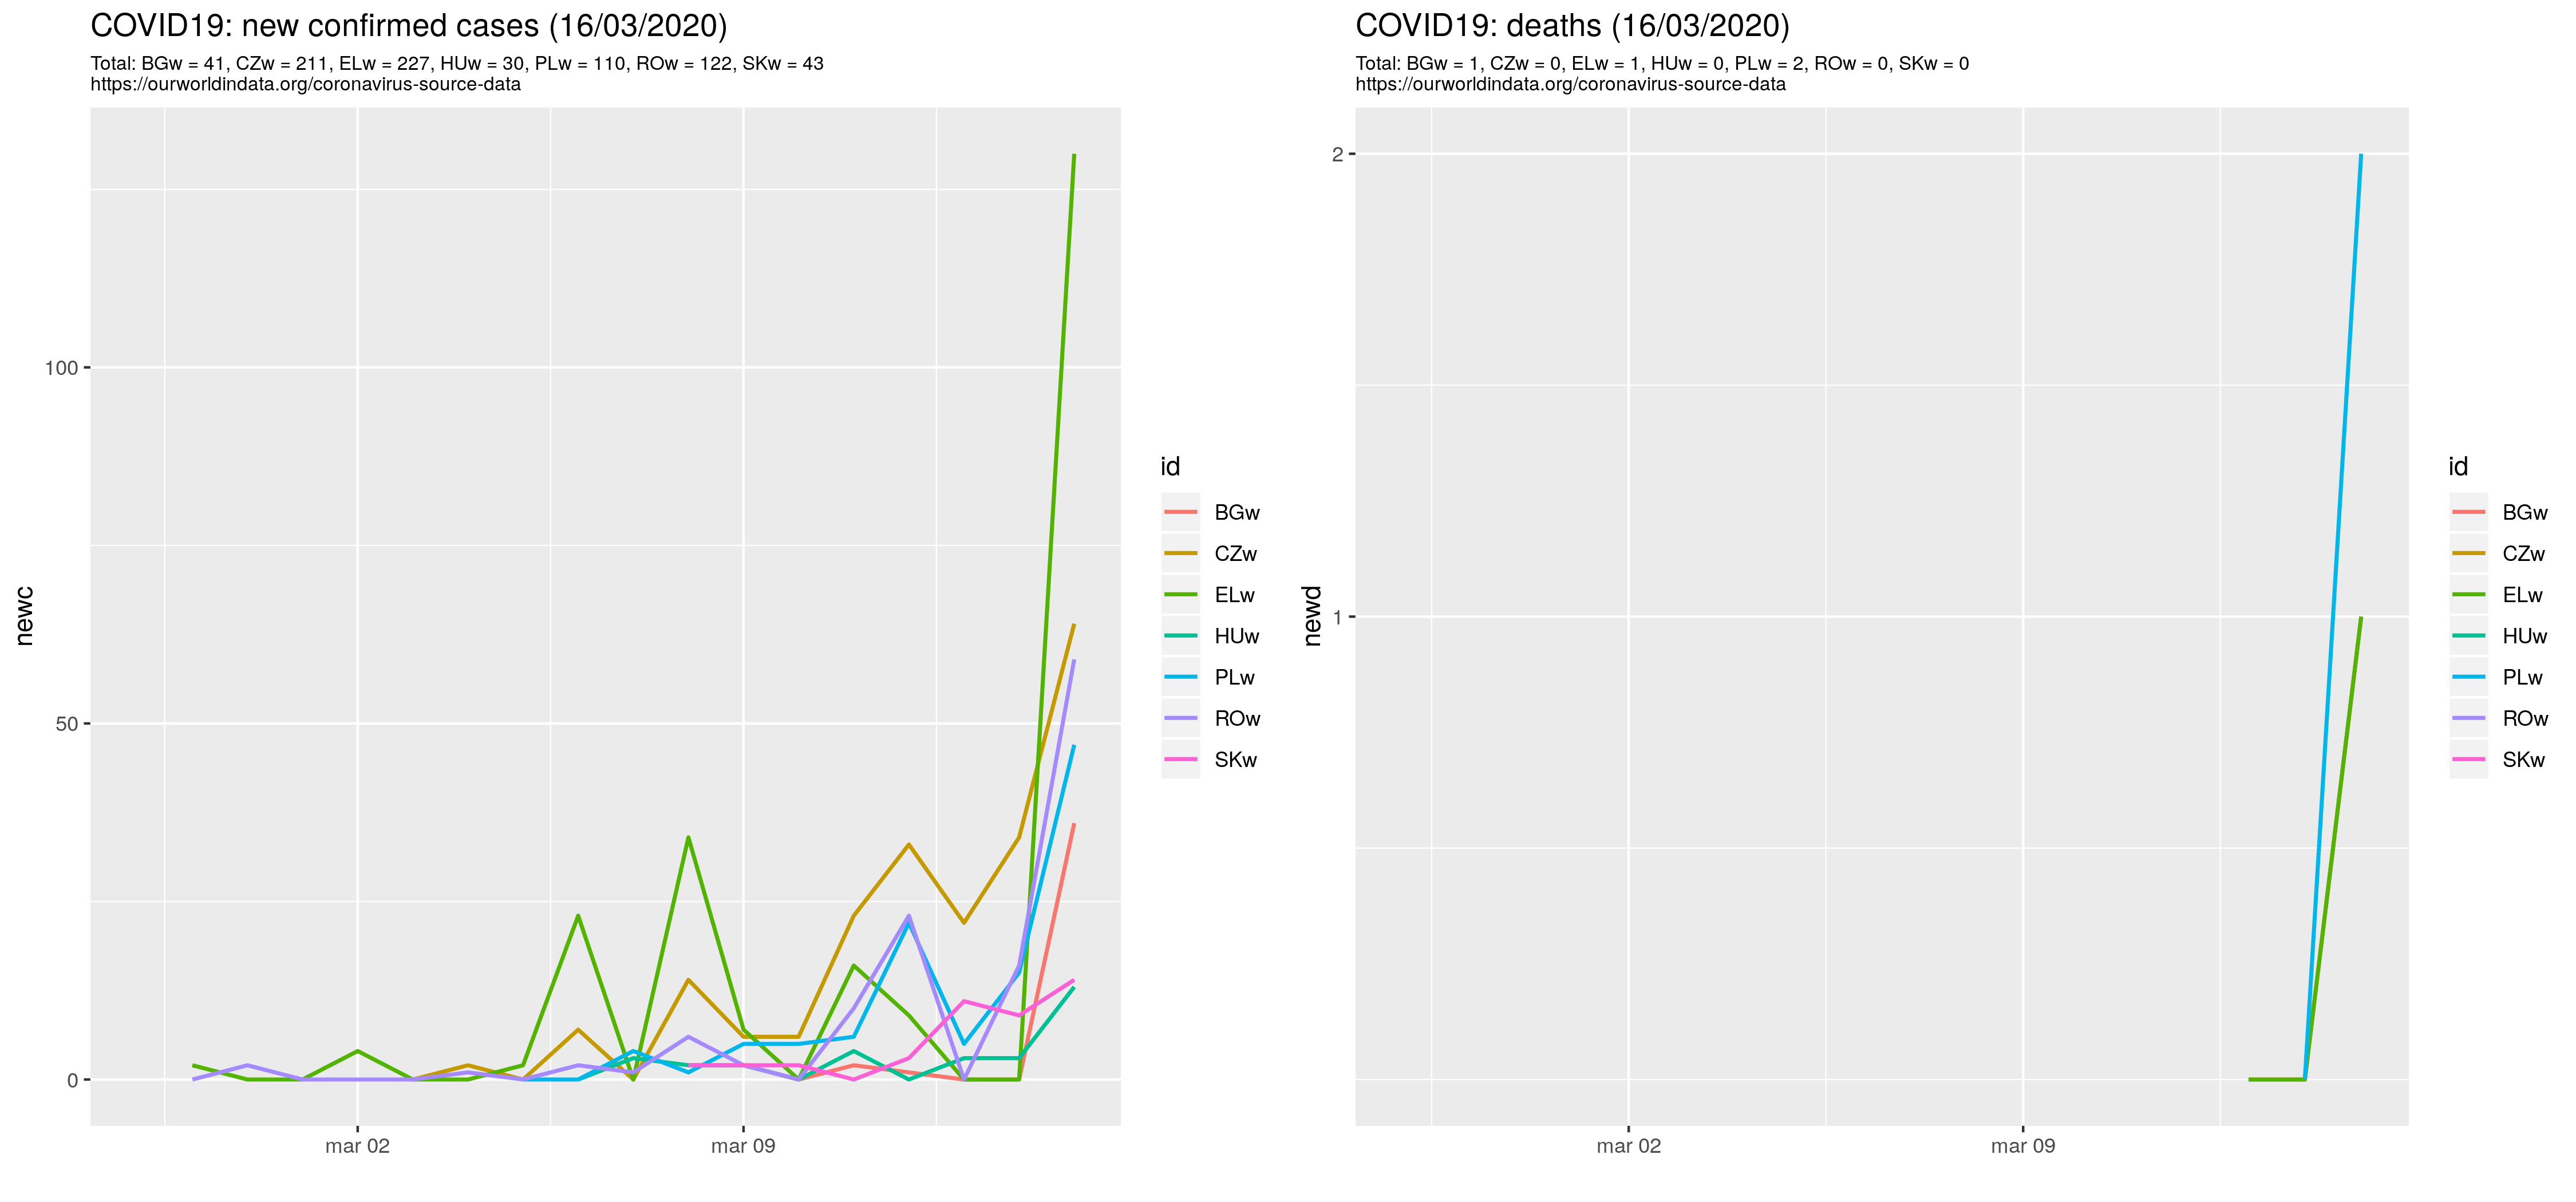 COVID19: new confirmed cases (16/03/2020)
Total: BGw = 41, CZw = 211, ELw = 227, HUw = 30, PLw = 110, ROw = 122, SKw = 43
https://ourworldindata.org/coronavirus-source-data
newc
100
50
0
mar 02
mar 09
id
BGw
CZw
ELw
HUw
PLw
ROw
SKw
COVID19: deaths (16/03/2020)
Total: BGw = 1, CZw = 0, ELw = 1, HUw = 0, PLw = 2, ROw = 0, SKw = 0
https://ourworldindata.org/coronavirus-source-data
newd
2
1
mar 02
mar 09
id
BGw
CZw
ELw
HUw
PLw
ROw
SKw